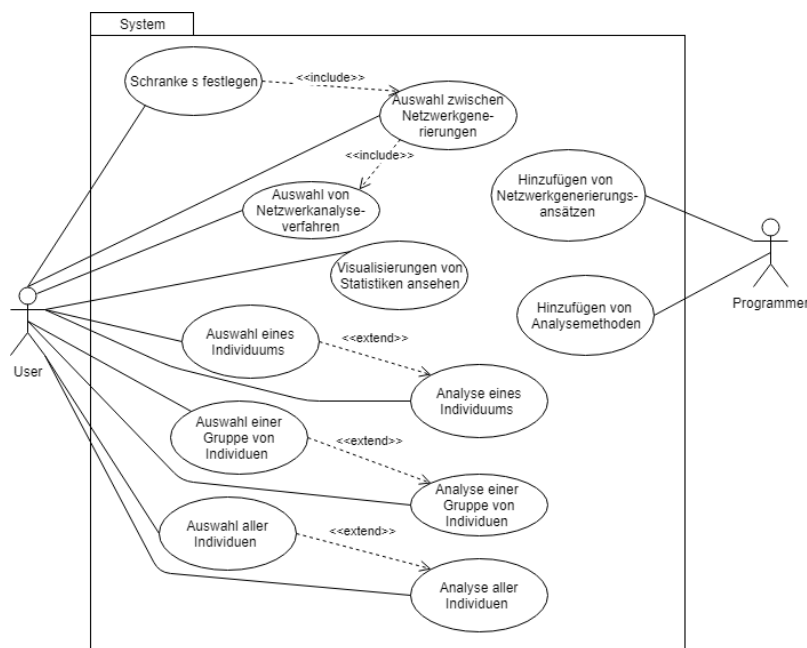 System
Schranke s festlegen
<<include>>
Auswahl zwischen
Netzwerkgene-
rierungen
<<include>>
Auswahl von
Netzwerkanalyse-
verfahren
Hinzufügen von
Netzwerkgenerierungs-
ansätzen
Visualisierungen von
Statistiken ansehen
Programmer
Hinzufügen von
Analysemethoden
User
Auswahl eines
Individuums
<<extend>>
Analyse eines
Individuums
Auswahl einer
Gruppe von
Individuen
<<extend>>
Analyse einer
Gruppe von
Individuen
Auswahl aller
Individuen
<<extend>>
Analyse aller
Individuen